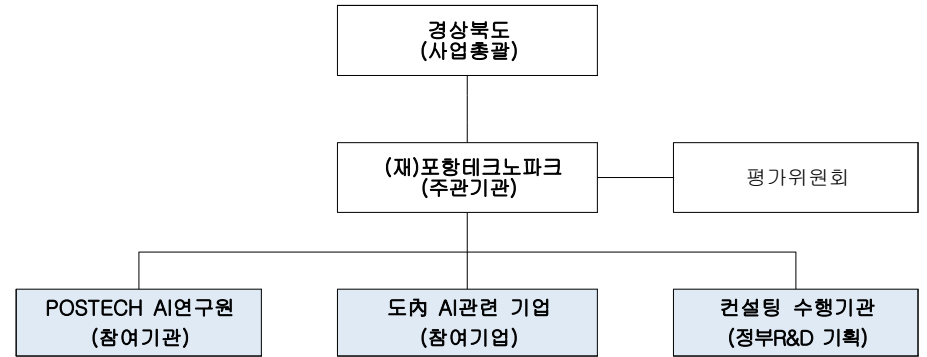 경상북도
(사업총괄)
(재)포항테크노파크
(주관기관)
평가위원회
POSTECH AI연구원
(참여기관)
도內 AI관련 기업
(참여기업)
컨설팅 수행기관
(정부R&D 기획)